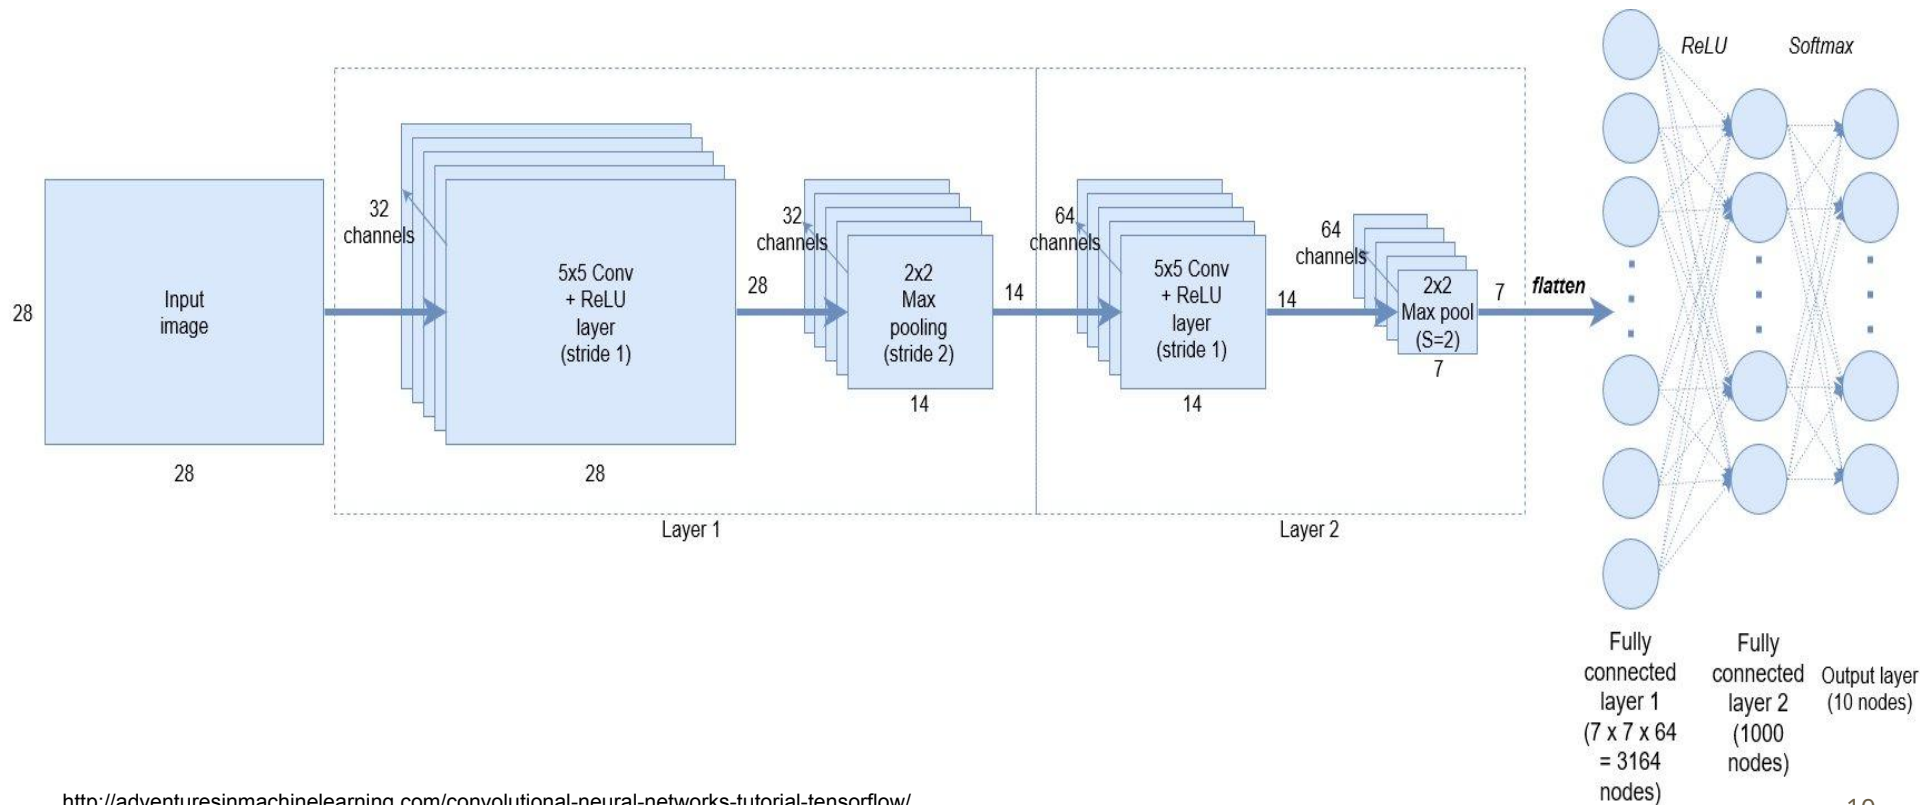 28
Input
image
28
32
channels
5x5 Conv
+ ReLU
layer
(stride 1)
28
28
32
channels
2x2
Max
pooling
(stride 2)
14
14
Layer 1
64
channels
5x5 Conv
+ ReLU
layer
(stride 1)
14
14
64
channels
2x2
Max pool
(S=2)
7
7
Layer 2
flatten
ReLU
Softmax
Fully
connected
layer 1
(7 x 7 x 64
= 3164
nodes)
Fully
connected
layer 2
(1000
nodes)
Output layer
(10 nodes)
http://adventuresinmachinelearning.com/convolutional-neural-networks-tutorial-tensorflow/